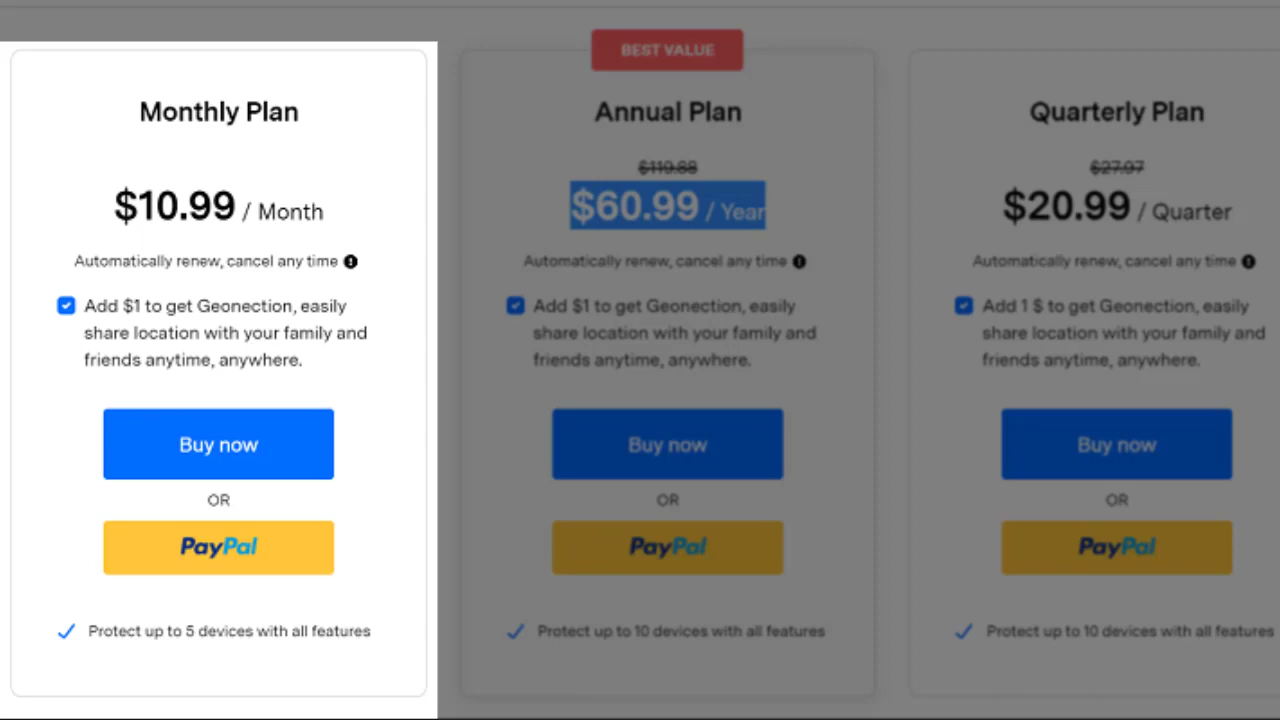 Monthly Plan
$10.99 / Month
Automatically renew, cancel any time
Add $1 to get Geonection, easily
share location with your family and
friends anytime, anywhere.
Buy now
OR
PayPal
Protect up to 5 devices with all features
BEST VALUE
Annual Plan
$119.88
$60.99 / Year
Automatically renew, cancel any time
Add $1 to get Geonection, easily
share location with your family and
friends anytime, anywhere.
Buy now
OR
PayPal
Protect up to 10 devices with all features
Quarterly Plan
$27.97
$20.99 / Quarter
Automatically renew, cancel any time
Add 1 $ to get Geonection, easily
share location with your family and
friends anytime, anywhere.
Buy now
OR
PayPal
Protect up to 10 devices with all features